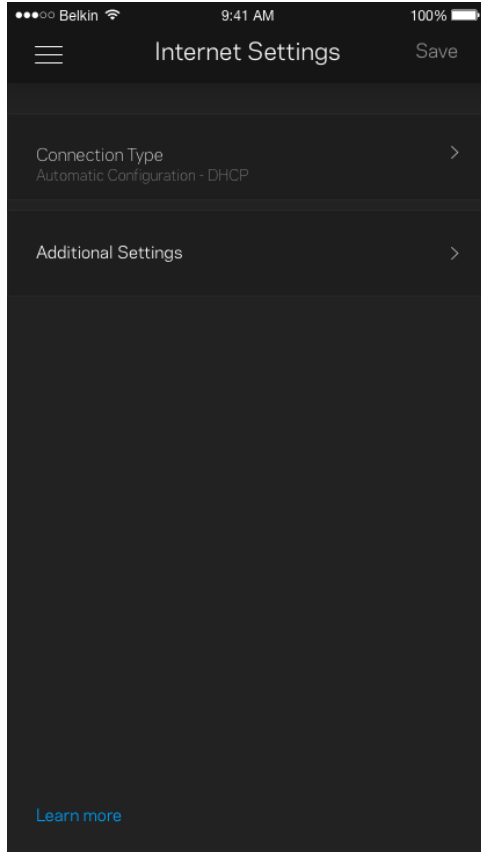 Belkin 9:41 AM 100%
Internet Settings Save
Connection Type
Automatic Configuration - DHCP
Additional Settings
Learn more